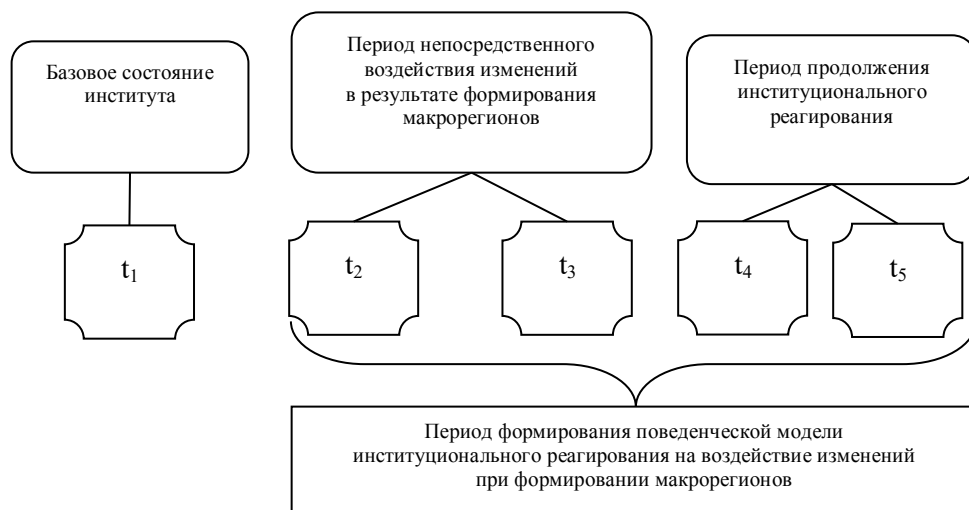 Базовое состояние
института
Период непосредственного
воздействия изменений
в результате формирования
макрорегионов
Период продолжения
институционального
реагирования
t₁
t₂
t₃
t₄
t₅
Период формирования поведенческой модели
институционального реагирования на воздействие изменений
при формировании макрорегионов